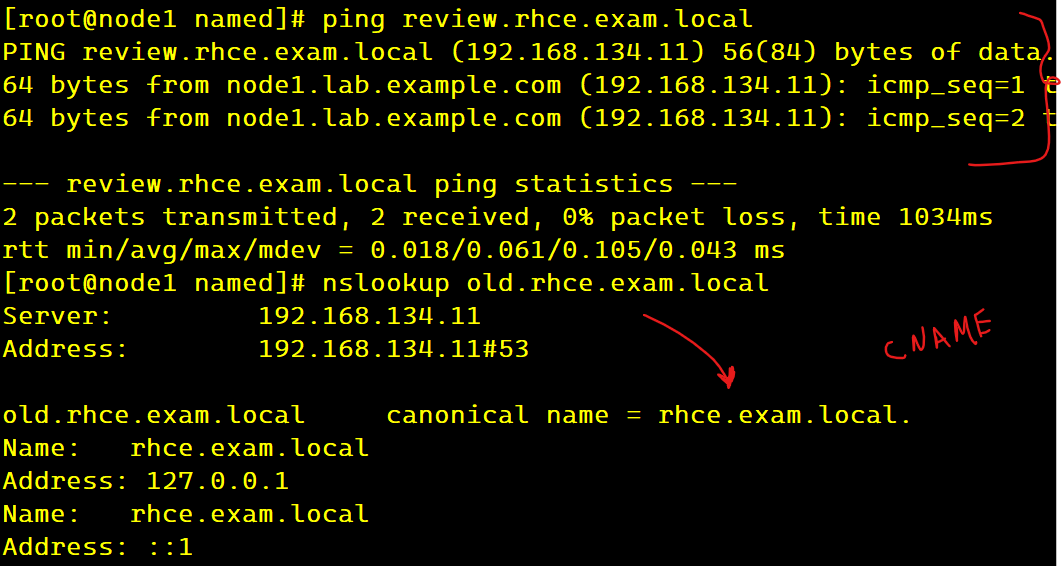 [root@node1 named]# ping review.rhce.exam.local
PING review.rhce.exam.local (192.168.134.11) 56(84) bytes of data.
64 bytes from node1.lab.example.com (192.168.134.11): icmp_seq=1 t
64 bytes from node1.lab.example.com (192.168.134.11): icmp_seq=2 t
--- review.rhce.exam.local ping statistics ---
2 packets transmitted, 2 received, 0% packet loss, time 1034ms
rtt min/avg/max/mdev = 0.018/0.061/0.105/0.043 ms
[root@node1 named]# nslookup old.rhce.exam.local
Server:         192.168.134.11
Address:        192.168.134.11#53
CNAME
old.rhce.exam.local     canonical name = rhce.exam.local.
Name:   rhce.exam.local
Address: 127.0.0.1
Name:   rhce.exam.local
Address: ::1